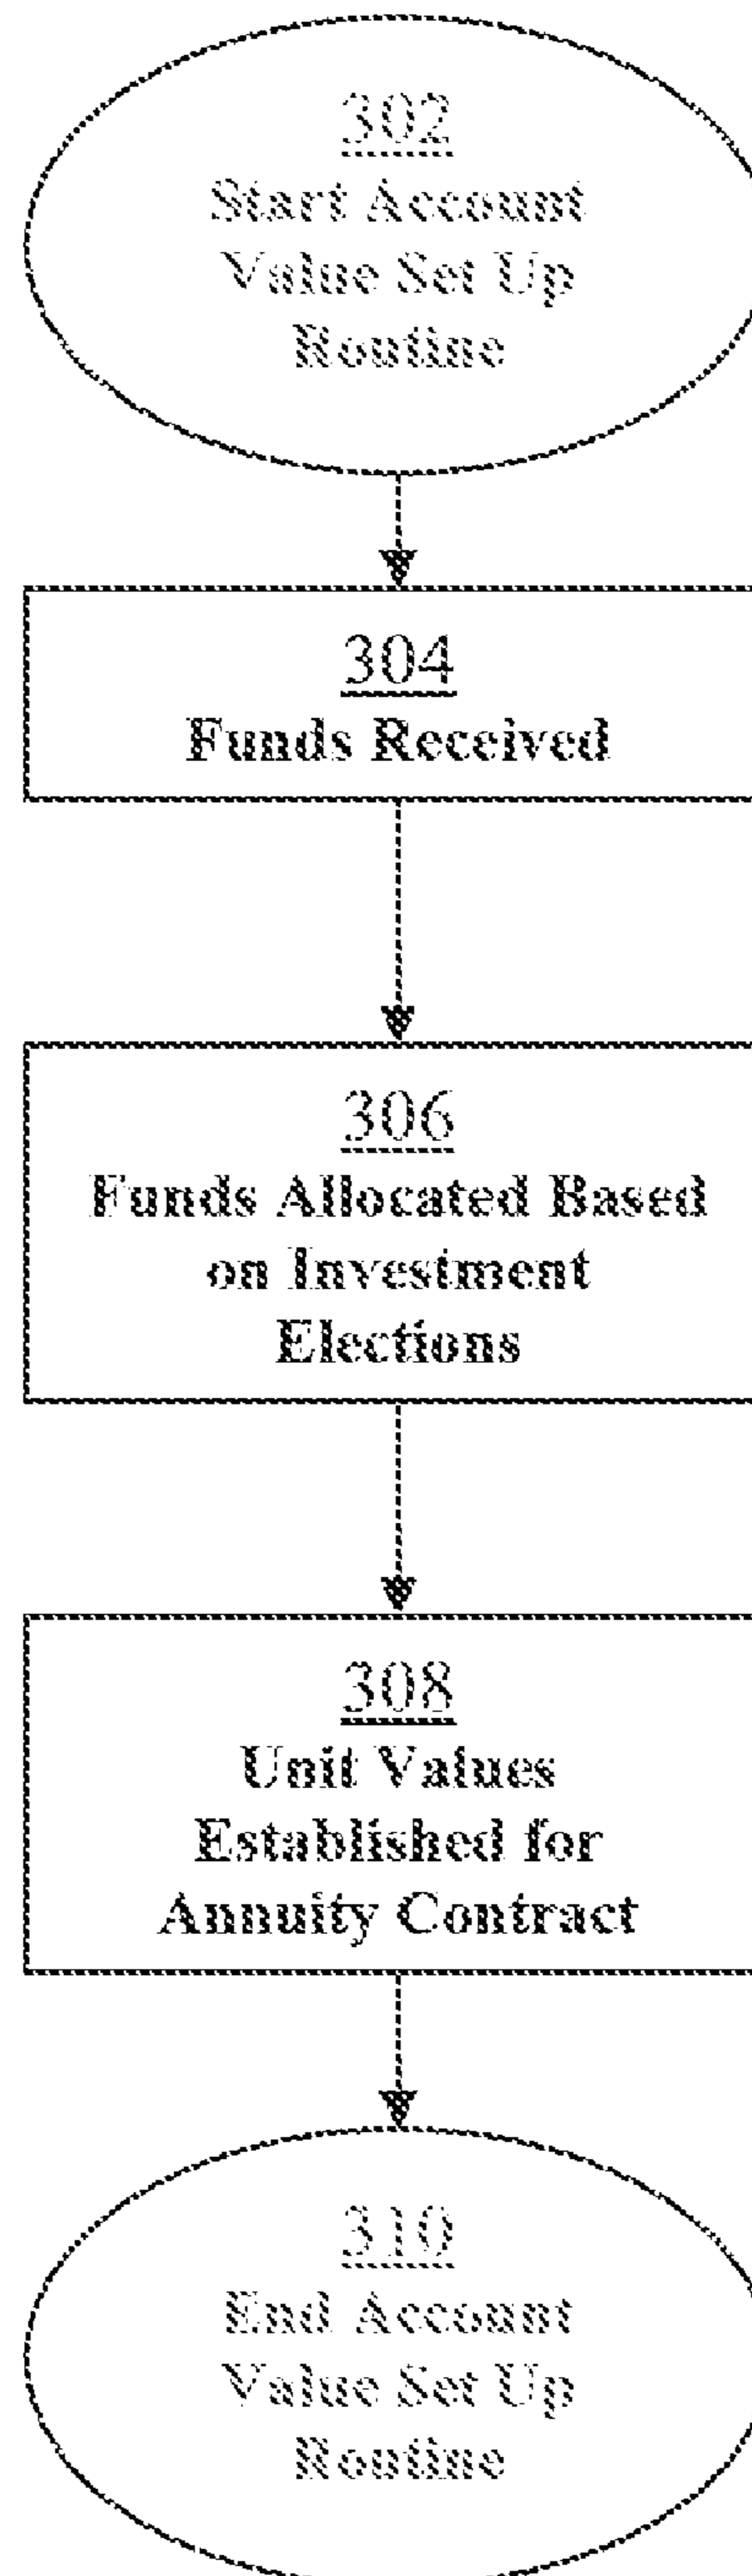 302
Start Account
Value Set Up
Routine
304
Funds Received
306
Funds Allocated Based
on Investment
Elections
308
Unit Values
Established for
Annuity Contract
310
End Account
Value Set Up
Routine